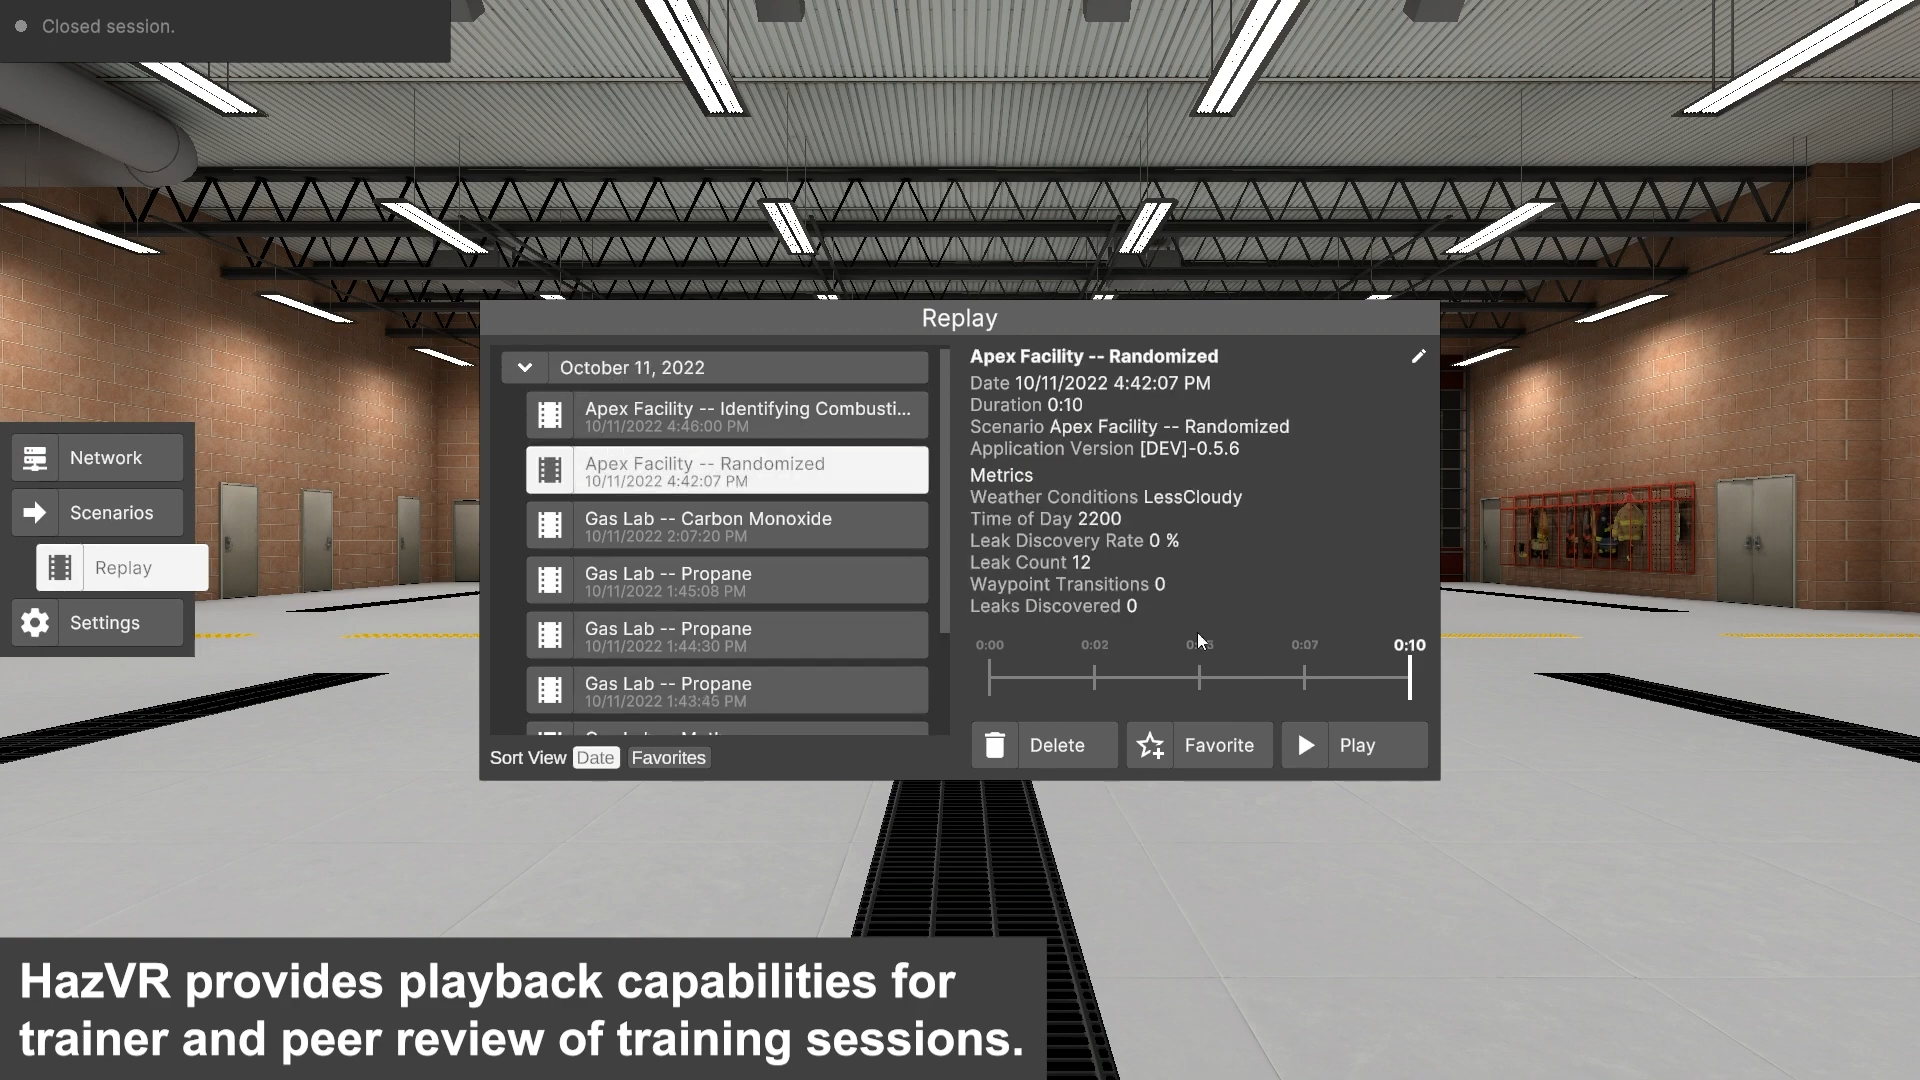 Closed session.
Replay
October 11, 2022
Apex Facility -- Identifying Combusti...
10/11/2022 4:46:00 PM
Apex Facility -- Randomized
10/11/2022 4:42:07 PM
Gas Lab -- Carbon Monoxide
10/11/2022 2:07:20 PM
Gas Lab -- Propane
10/11/2022 1:45:08 PM
Gas Lab -- Propane
10/11/2022 1:44:30 PM
Gas Lab -- Propane
10/11/2022 1:43:45 PM
Sort View Date Favorites
Apex Facility -- Randomized
Date 10/11/2022 4:42:07 PM
Duration 0:10
Scenario Apex Facility -- Randomized
Application Version [DEV]-0.5.6
Metrics
Weather Conditions LessCloudy
Time of Day 2200
Leak Discovery Rate 0 %
Leak Count 12
Waypoint Transitions 0
Leaks Discovered 0
0:00 0:02 0:07 0:10
Delete Favorite Play
Network
Scenarios
Replay
Settings
HazVR provides playback capabilities for
trainer and peer review of training sessions.